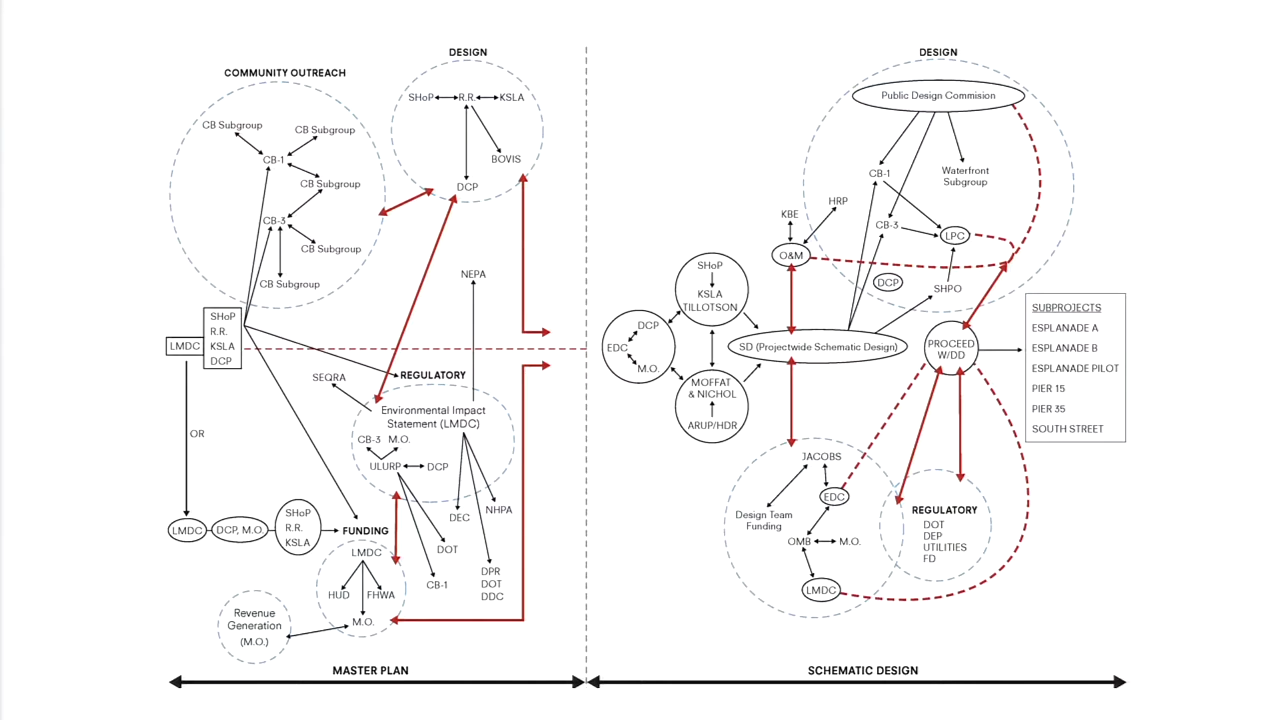 COMMUNITY OUTREACH
CB Subgroup
CB Subgroup
CB-1
CB Subgroup
CB-3
CB Subgroup
CB Subgroup
DESIGN
SHoP
R.R.
KSLA
BOVIS
DCP
NEPA
LMDC
SHoP
R.R.
KSLA
DCP
OR
SEQRA
REGULATORY
Environmental Impact
Statement (LMDC)
CB-3
M.O.
ULURP
DCP
DEC
NHPA
DOT
CB-1
DPR
DOT
DDC
LMDC
DCP, M.O.
SHoP
R.R.
KSLA
FUNDING
LMDC
HUD
FHWA
M.O.
Revenue
Generation
(M.O.)
MASTER PLAN
DESIGN
Public Design Commision
CB-1
Waterfront
Subgroup
CB-3
LPC
DCP
SHPO
KBE
HRP
O&M
SHoP
KSLA
TILLOTSON
DCP
EDC
M.O.
MOFFAT
& NICHOL
ARUP/HDR
SD (Projectwide Schematic Design)
PROCEED
W/DD
SUBPROJECTS
ESPLANADE A
ESPLANADE B
ESPLANADE PILOT
PIER 15
PIER 35
SOUTH STREET
JACOBS
EDC
Design Team
Funding
OMB
M.O.
LMDC
REGULATORY
DOT
DEP
UTILITIES
FD
SCHEMATIC DESIGN